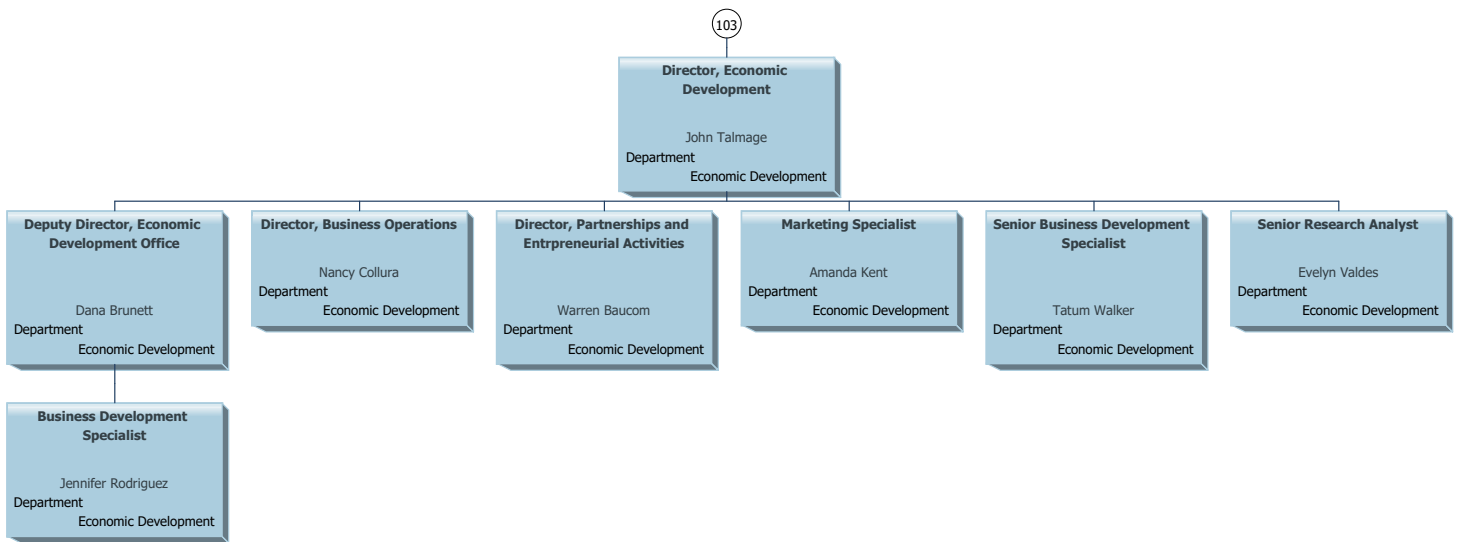 103
Director, Economic
Development
John Talmage
Department
Economic Development
Deputy Director, Economic
Development Office
Dana Brunett
Department
Economic Development
Director, Business Operations
Nancy Collura
Department
Economic Development
Director, Partnerships and
Entrpreneurial Activities
Warren Baucom
Department
Economic Development
Marketing Specialist
Amanda Kent
Department
Economic Development
Senior Business Development
Specialist
Tatum Walker
Department
Economic Development
Senior Research Analyst
Evelyn Valdes
Department
Economic Development
Business Development
Specialist
Jennifer Rodriguez
Department
Economic Development